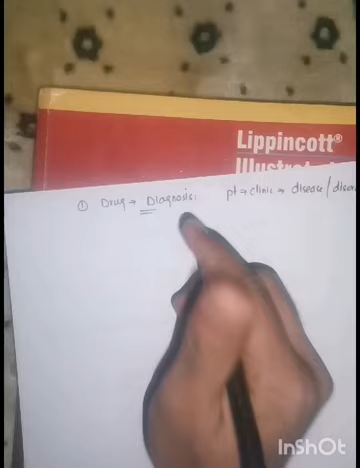 Lippincott®
① Drug → Diagnosis: pt → clinic → disease /
InShOt